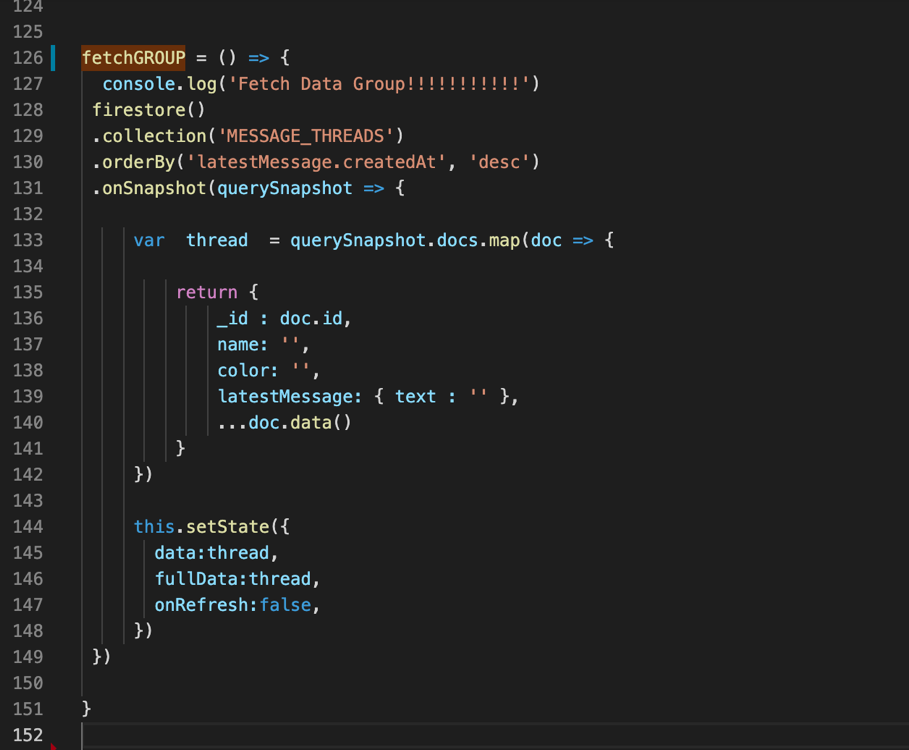 124
125
126 fetchGROUP = () => {
127 console.log('Fetch Data Group!!!!!!!!!!!')
128 firestore()
129 .collection('MESSAGE_THREADS')
130 .orderBy('latestMessage.createdAt', 'desc')
131 .onSnapshot(querySnapshot => {
132
133 var  thread  = querySnapshot.docs.map(doc => {
134
135 return {
136 _id : doc.id,
137 name: '',
138 color: '',
139 latestMessage: { text : '' },
140 ...doc.data()
141 }
142 })
143
144 this.setState({
145 data:thread,
146 fullData:thread,
147 onRefresh:false,
148 })
149 })
150
151 }
152